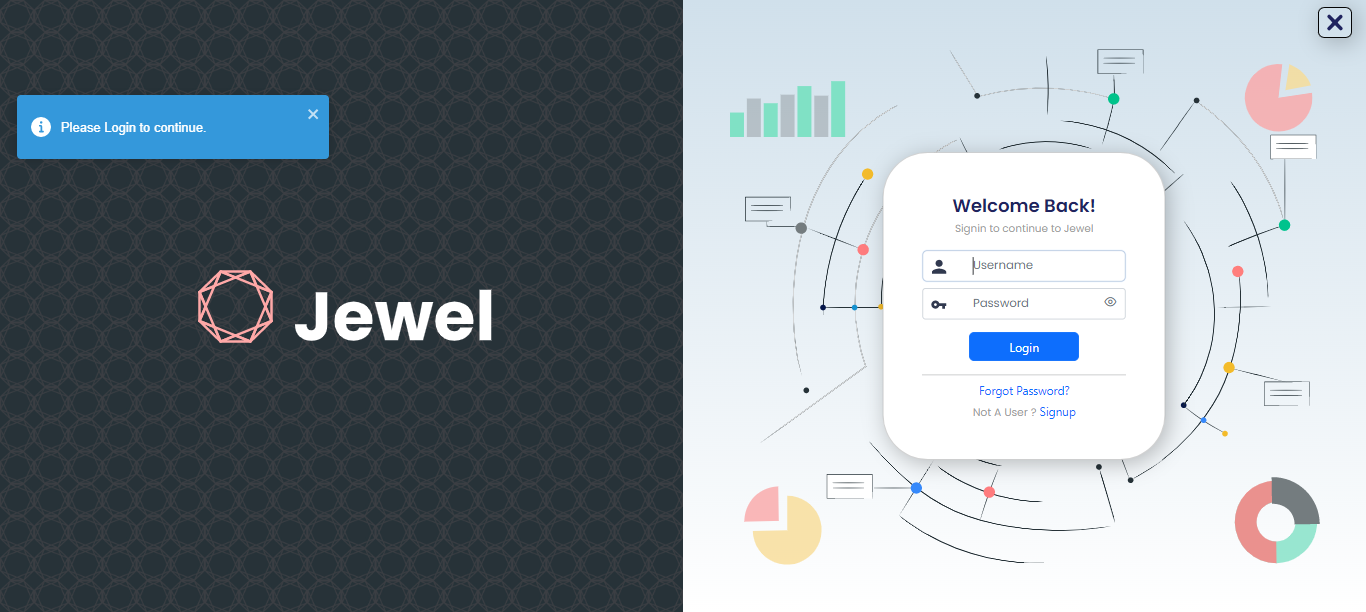 Please Login to continue.
Jewel
Welcome Back!
Signin to continue to Jewel
Username
Password
Login
Forgot Password?
Not A User ? Signup